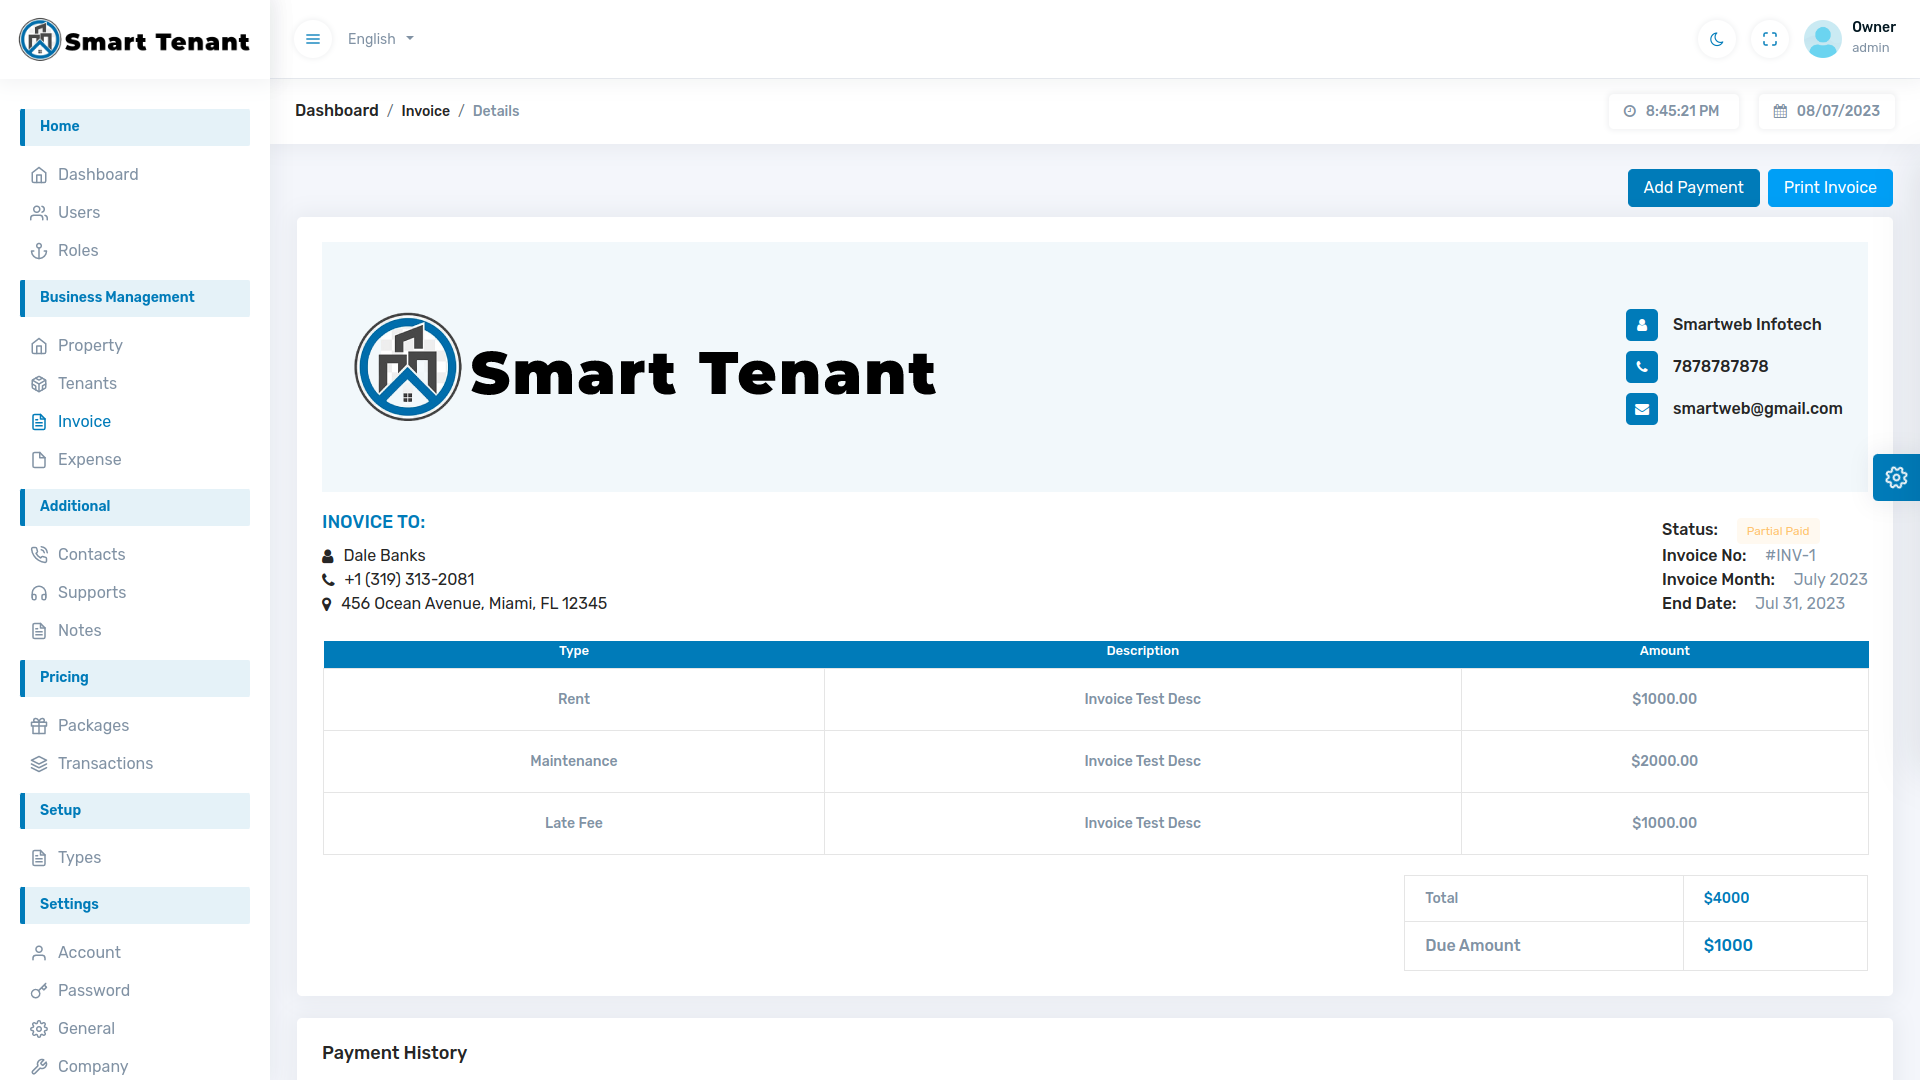 Smart Tenant
English
Owner
admin
Dashboard / Invoice / Details
8:45:21 PM
08/07/2023
Home
Dashboard
Users
Roles
Business Management
Property
Tenants
Invoice
Expense
Additional
Contacts
Supports
Notes
Pricing
Packages
Transactions
Setup
Types
Settings
Account
Password
General
Company
Add Payment
Print Invoice
Smart Tenant
Smartweb Infotech
7878787878
smartweb@gmail.com
INOVICE TO:
Dale Banks
+1 (319) 313-2081
456 Ocean Avenue, Miami, FL 12345
Status: Partial Paid
Invoice No: #INV-1
Invoice Month: July 2023
End Date: Jul 31, 2023
Type Description Amount
Rent Invoice Test Desc $1000.00
Maintenance Invoice Test Desc $2000.00
Late Fee Invoice Test Desc $1000.00
Total $4000
Due Amount $1000
Payment History